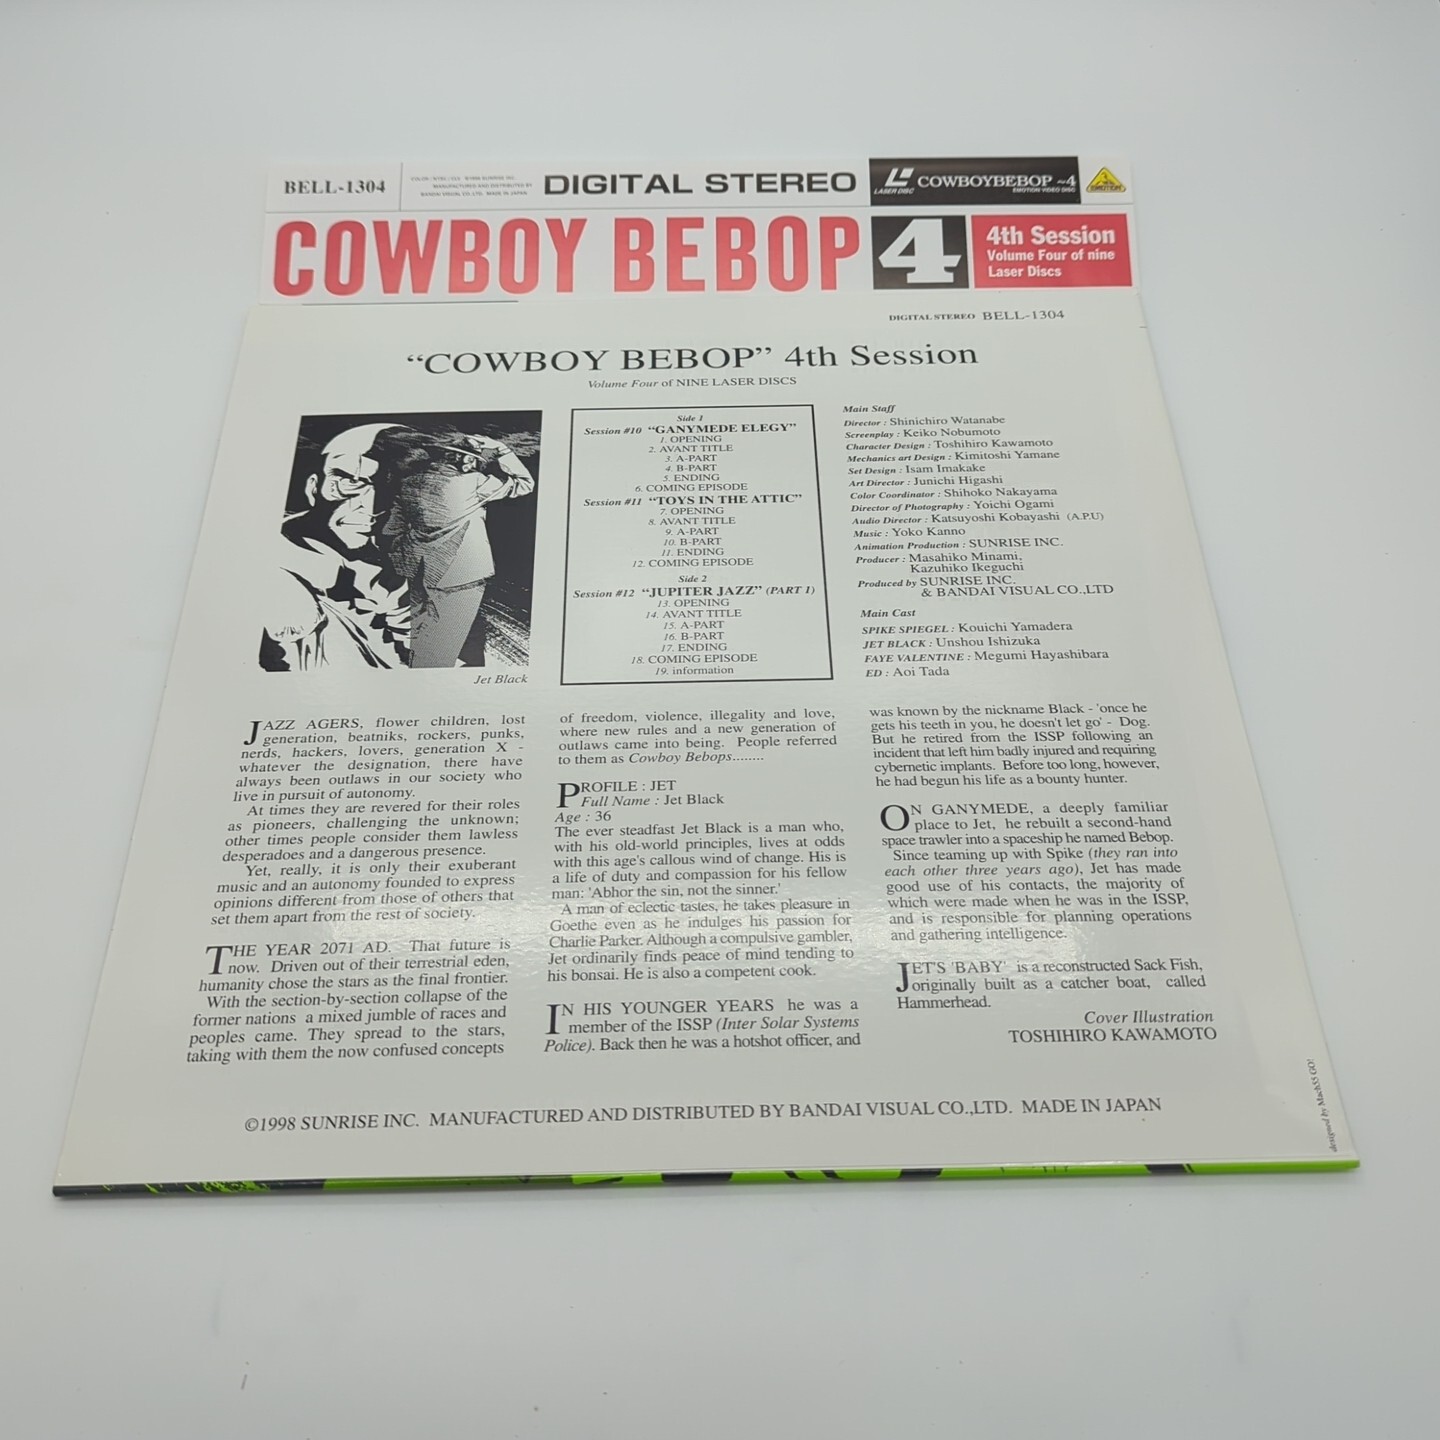 BELL-1304
DIGITAL STEREO
LASER DISC
COWBOYBEBOP ~4
EMOTION VIDEO DISC
EMOTION
COWBOY BEBOP
4
4th Session
Volume Four of nine
Laser Discs
DIGITAL STEREO BELL-1304
“COWBOY BEBOP” 4th Session
Volume Four of NINE LASER DISCS
Jet Black
Side 1
Session #10 “GANYMEDE ELEGY”
1. OPENING
2. AVANT TITLE
3. A-PART
4. B-PART
5. ENDING
6. COMING EPISODE
Session #11 “TOYS IN THE ATTIC”
7. OPENING
8. AVANT TITLE
9. A-PART
10. B-PART
11. ENDING
12. COMING EPISODE
Side 2
Session #12 “JUPITER JAZZ” (PART 1)
13. OPENING
14. AVANT TITLE
15. A-PART
16. B-PART
17. ENDING
18. COMING EPISODE
19. information
Main Staff
Director : Shinichiro Watanabe
Screenplay : Keiko Nobumoto
Character Design : Toshihiro Kawamoto
Mechanics art Design : Kimitoshi Yamane
Set Design : Isam Imakake
Art Director : Junichi Higashi
Color Coordinator : Shihoko Nakayama
Director of Photography : Yoichi Ogami
Audio Director : Katsuyoshi Kobayashi (A.P.U)
Music : Yoko Kanno
Animation Production : SUNRISE INC.
Producer : Masahiko Minami,
Kazuhiko Ikeguchi
Produced by SUNRISE INC.
& BANDAI VISUAL CO.,LTD
Main Cast
SPIKE SPIEGEL : Kouichi Yamadera
JET BLACK : Unshou Ishizuka
FAYE VALENTINE : Megumi Hayashibara
ED : Aoi Tada
JAZZ AGERS, flower children, lost
generation, beatniks, rockers, punks,
nerds, hackers, lovers, generation X -
whatever the designation, there have
always been outlaws in our society who
live in pursuit of autonomy.
At times they are revered for their roles
as pioneers, challenging the unknown;
other times people consider them lawless
desperadoes and a dangerous presence.
Yet, really, it is only their exuberant
music and an autonomy founded to express
opinions different from those of others that
set them apart from the rest of society.
THE YEAR 2071 AD. That future is
now. Driven out of their terrestrial eden,
humanity chose the stars as the final frontier.
With the section-by-section collapse of the
former nations a mixed jumble of races and
peoples came. They spread to the stars,
taking with them the now confused concepts
of freedom, violence, illegality and love,
where new rules and a new generation of
outlaws came into being. People referred
to them as Cowboy Bebops........
PROFILE : JET
Full Name : Jet Black
Age : 36
The ever steadfast Jet Black is a man who,
with his old-world principles, lives at odds
with this age's callous wind of change. His is
a life of duty and compassion for his fellow
man: 'Abhor the sin, not the sinner.'
A man of eclectic tastes, he takes pleasure in
Goethe even as he indulges his passion for
Charlie Parker. Although a compulsive gambler,
Jet ordinarily finds peace of mind tending to
his bonsai. He is also a competent cook.
IN HIS YOUNGER YEARS he was a
member of the ISSP (Inter Solar Systems
Police). Back then he was a hotshot officer, and
was known by the nickname Black - 'once he
gets his teeth in you, he doesn't let go' - Dog.
But he retired from the ISSP following an
incident that left him badly injured and requiring
cybernetic implants. Before too long, however,
he had begun his life as a bounty hunter.
ON GANYMEDE, a deeply familiar
place to Jet, he rebuilt a second-hand
space trawler into a spaceship he named Bebop.
Since teaming up with Spike (they ran into
each other three years ago), Jet has made
good use of his contacts, the majority of
which were made when he was in the ISSP,
and is responsible for planning operations
and gathering intelligence.
JET'S 'BABY' is a reconstructed Sack Fish,
originally built as a catcher boat, called
Hammerhead.
Cover Illustration
TOSHIHIRO KAWAMOTO
©1998 SUNRISE INC. MANUFACTURED AND DISTRIBUTED BY BANDAI VISUAL CO.,LTD. MADE IN JAPAN
designed by Mach55 GO!